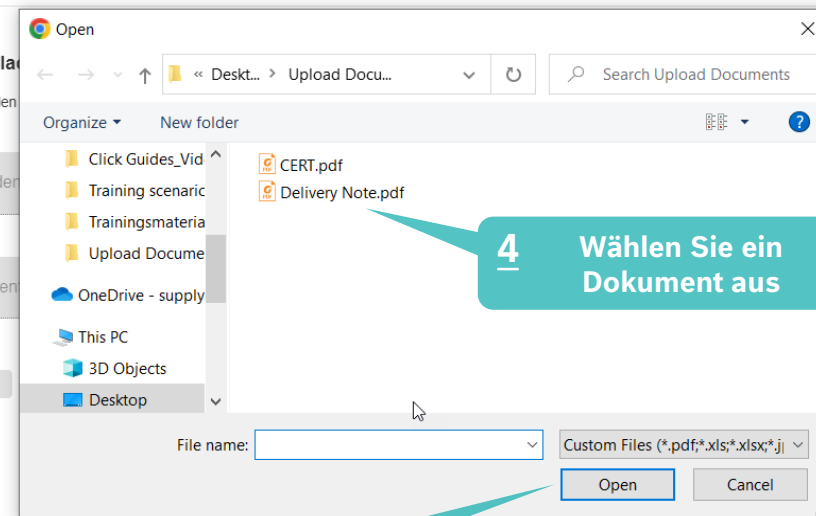 Open
« Deskt... > Upload Docu...
Search Upload Documents
Organize
New folder
Click Guides_Vid
Training scenaric
Trainingsmateria
Upload Docume
OneDrive - supply
This PC
3D Objects
Desktop
CERT.pdf
Delivery Note.pdf
4 Wählen Sie ein
Dokument aus
File name:
Custom Files (*.pdf;*.xls;*.xlsx;*.j
Open
Cancel